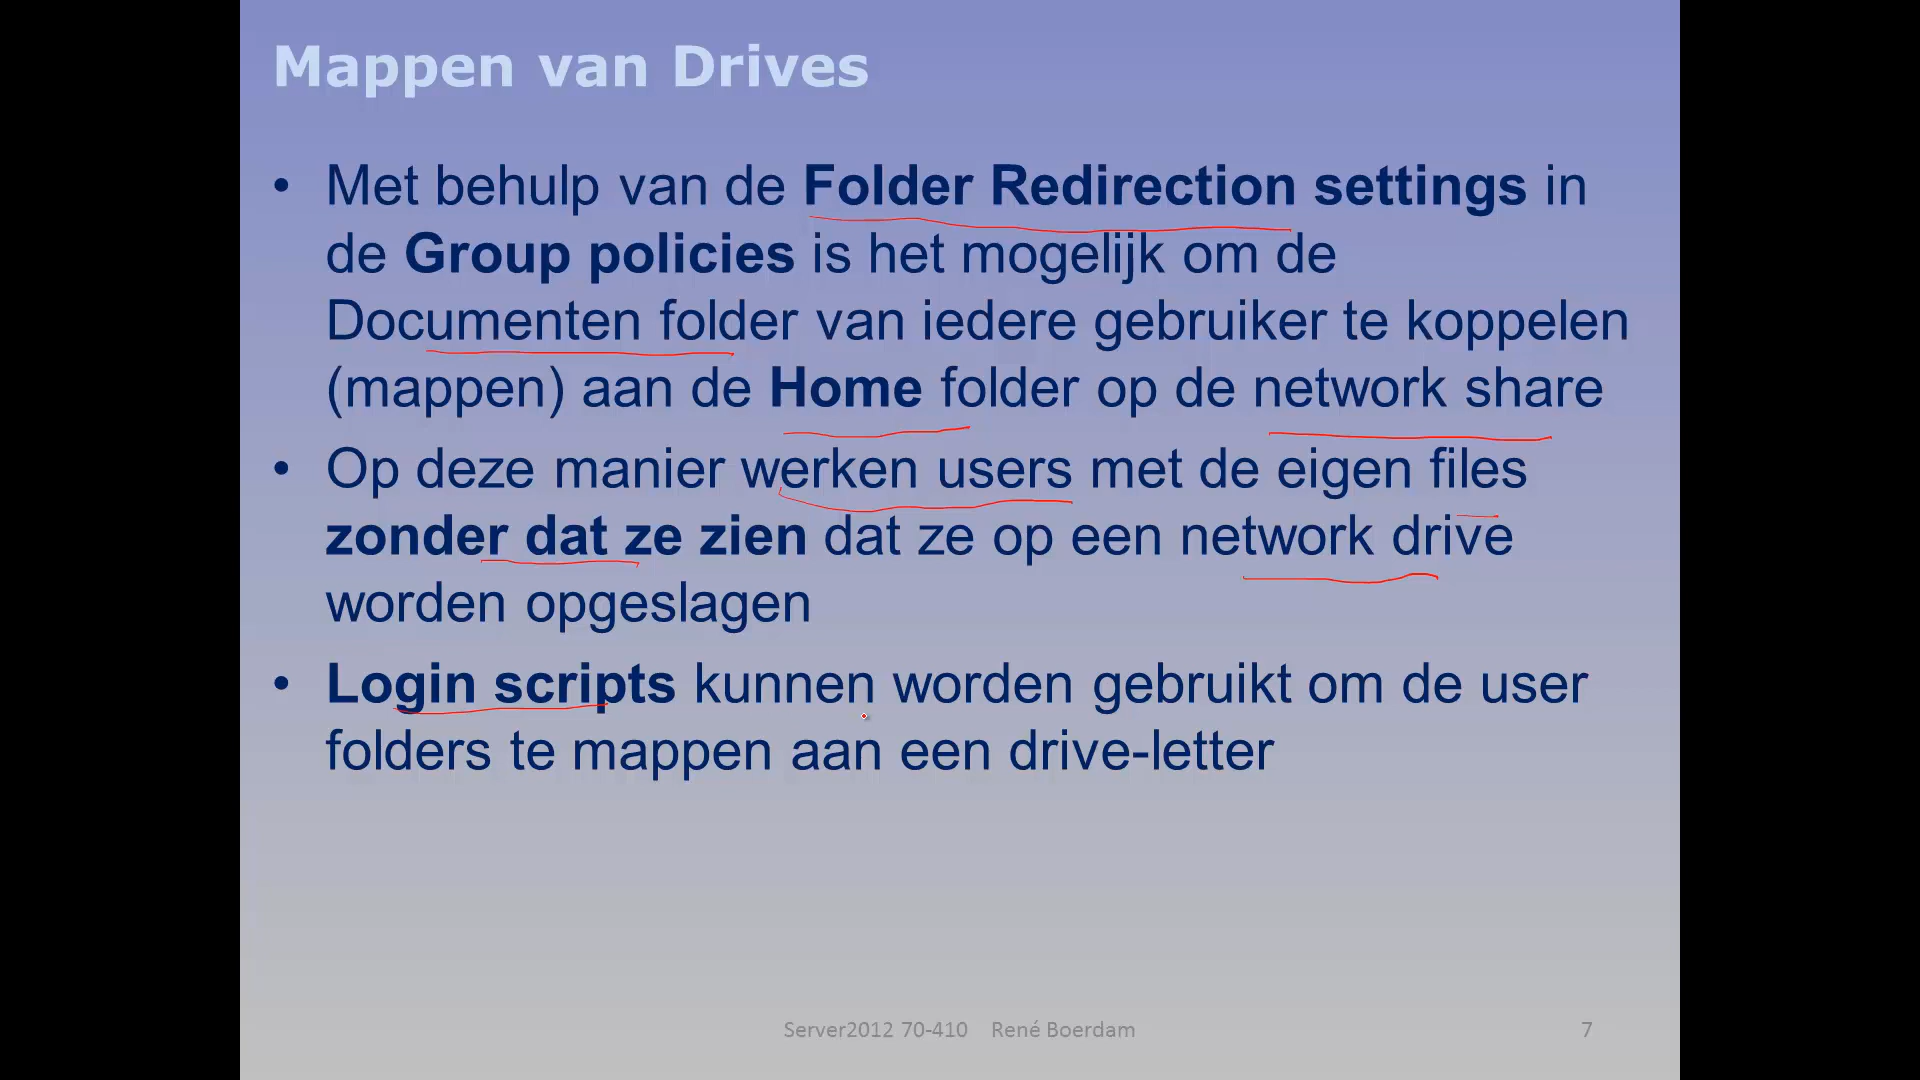 Mappen van Drives
• Met behulp van de Folder Redirection settings in
de Group policies is het mogelijk om de
Documenten folder van iedere gebruiker te koppelen
(mappen) aan de Home folder op de network share
• Op deze manier werken users met de eigen files
zonder dat ze zien dat ze op een network drive
worden opgeslagen
• Login scripts kunnen worden gebruikt om de user
folders te mappen aan een drive-letter
Server2012 70-410 René Boerdam 7